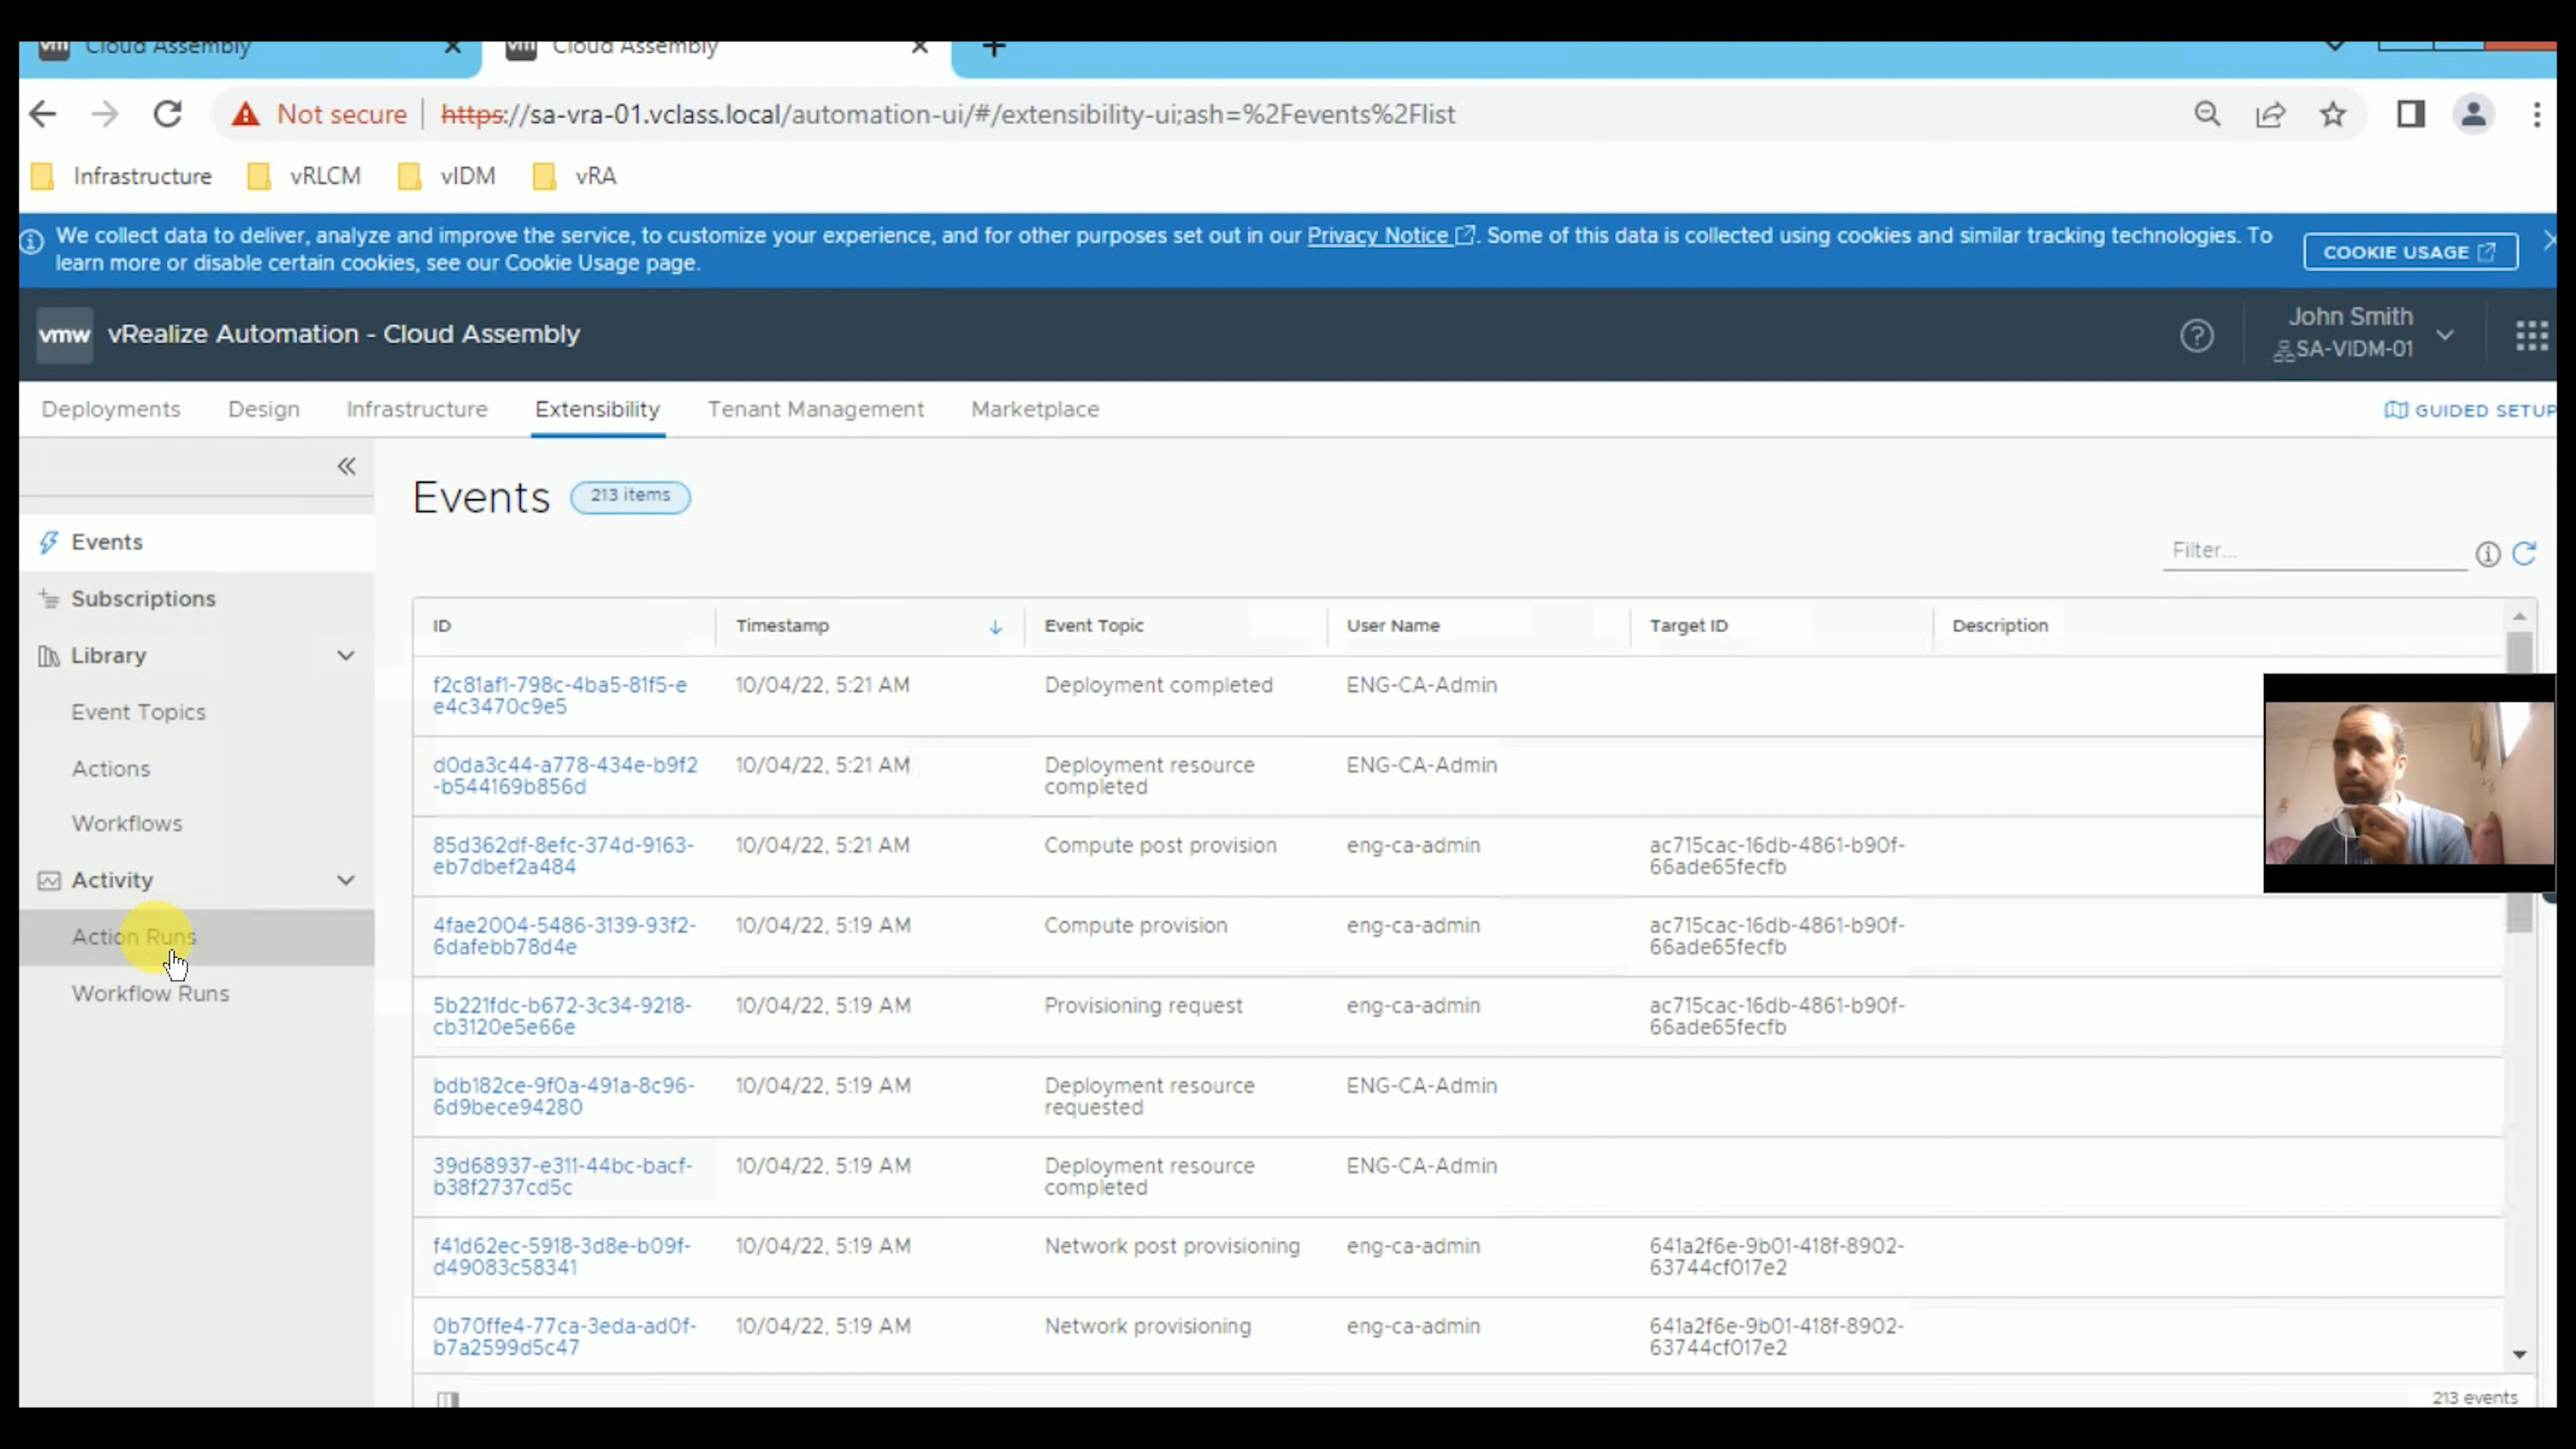 vm Cloud Assembly
vm Cloud Assembly
Not secure https://sa-vra-01.vclass.local/automation-ui/#/extensibility-ui;ash=%2Fevents%2Flist
Infrastructure vRLCM vIDM vRA
We collect data to deliver, analyze and improve the service, to customize your experience, and for other purposes set out in our Privacy Notice. Some of this data is collected using cookies and similar tracking technologies. To
learn more or disable certain cookies, see our Cookie Usage page.
COOKIE USAGE
vmw vRealize Automation - Cloud Assembly
John Smith
SA-VIDM-01
Deployments Design Infrastructure Extensibility Tenant Management Marketplace
GUIDED SETUP
Events
Subscriptions
Library
Event Topics
Actions
Workflows
Activity
Action Runs
Workflow Runs
Events 213 items
Filter...
ID Timestamp Event Topic User Name Target ID Description
f2c81af1-798c-4ba5-81f5-e 10/04/22, 5:21 AM Deployment completed ENG-CA-Admin
e4c3470c9e5
d0da3c44-a778-434e-b9f2 10/04/22, 5:21 AM Deployment resource ENG-CA-Admin
-b544169b856d completed
85d362df-8efc-374d-9163- 10/04/22, 5:21 AM Compute post provision eng-ca-admin ac715cac-16db-4861-b90f-
eb7dbef2a484 66ade65fecfb
4fae2004-5486-3139-93f2- 10/04/22, 5:19 AM Compute provision eng-ca-admin ac715cac-16db-4861-b90f-
6dafebb78d4e 66ade65fecfb
5b221fdc-b672-3c34-9218- 10/04/22, 5:19 AM Provisioning request eng-ca-admin ac715cac-16db-4861-b90f-
cb3120e5e66e 66ade65fecfb
bdb182ce-9f0a-491a-8c96- 10/04/22, 5:19 AM Deployment resource ENG-CA-Admin
6d9bece94280 requested
39d68937-e311-44bc-bacf- 10/04/22, 5:19 AM Deployment resource ENG-CA-Admin
b38f2737cd5c completed
f41d62ec-5918-3d8e-b09f- 10/04/22, 5:19 AM Network post provisioning eng-ca-admin 641a2f6e-9b01-418f-8902-
d49083c58341 63744cf017e2
0b70ffe4-77ca-3eda-ad0f- 10/04/22, 5:19 AM Network provisioning eng-ca-admin 641a2f6e-9b01-418f-8902-
b7a2599d5c47 63744cf017e2
213 events